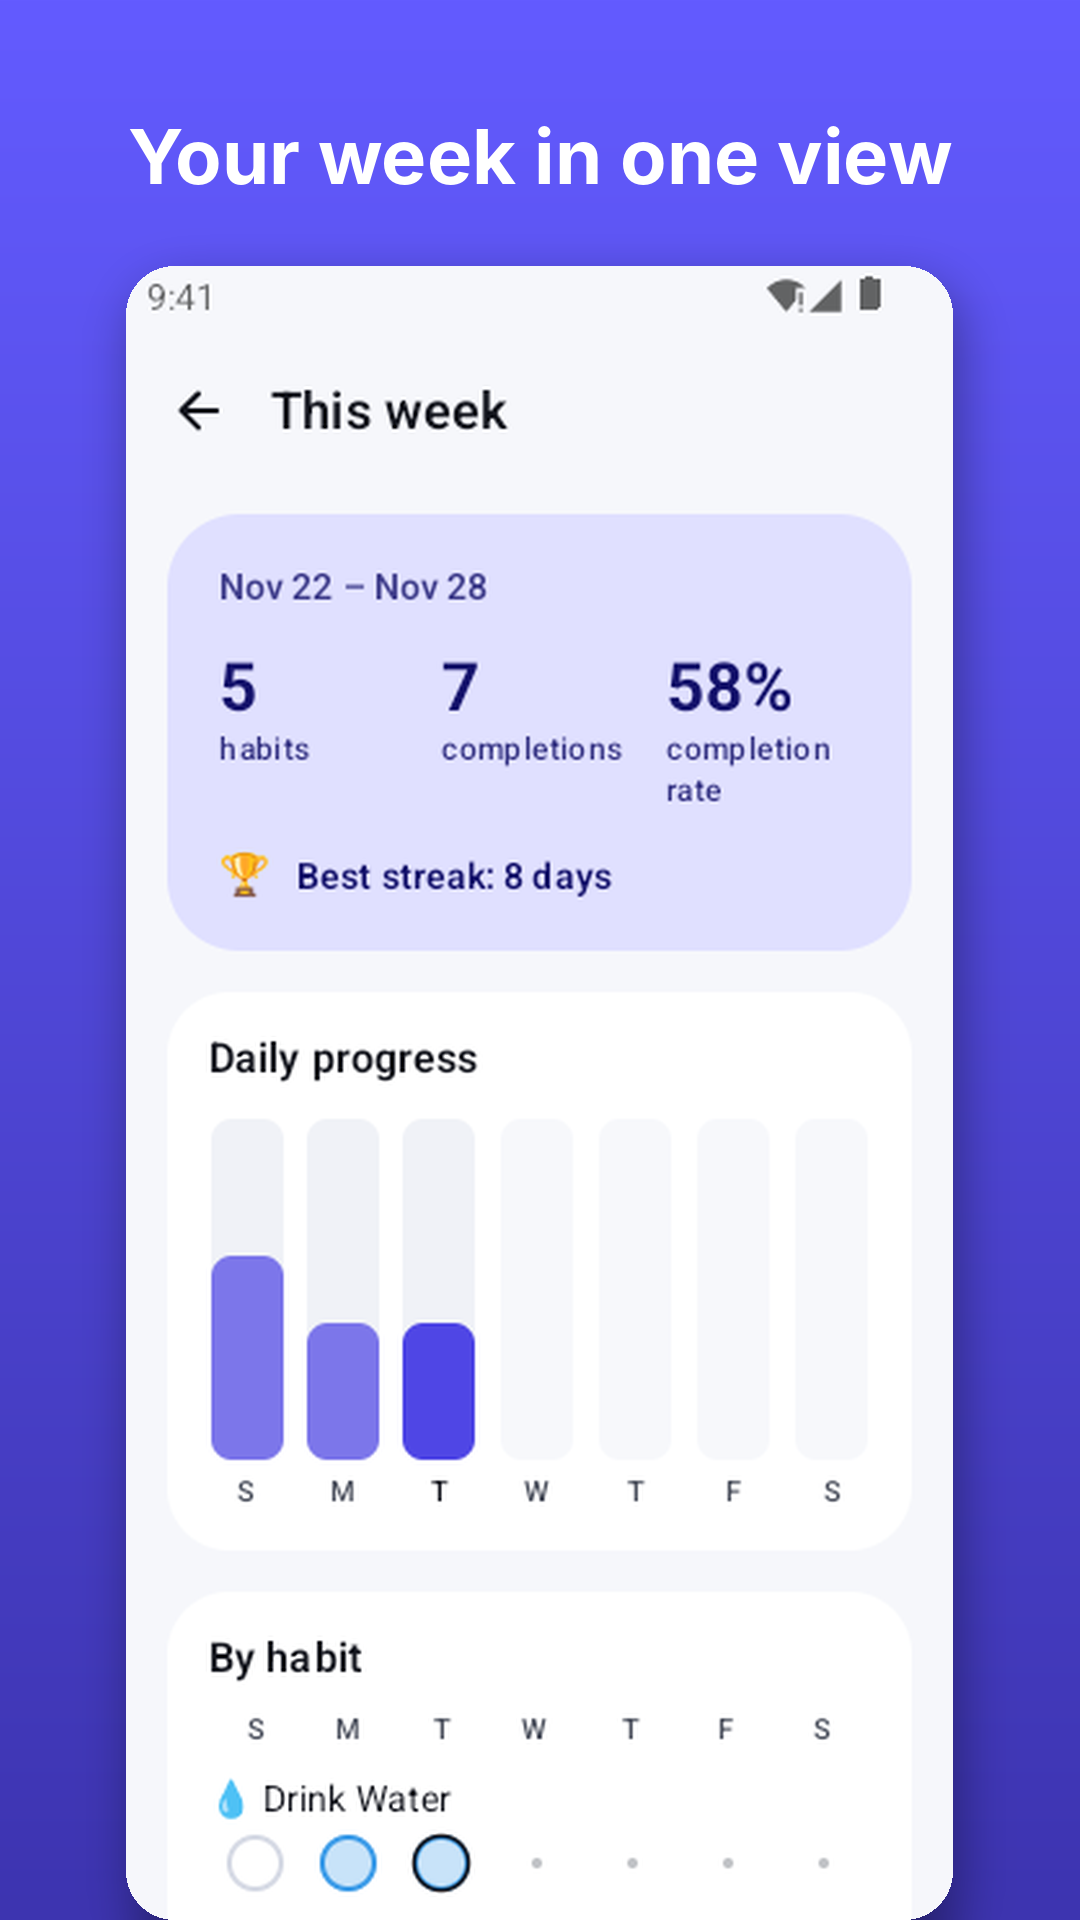 Your week in one view
9:41
This week
Nov 22 – Nov 28
5 7 58%
habits completions completion
rate
🏆 Best streak: 8 days
Daily progress
S M T W T F S
By habit
S M T W T F S
💧 Drink Water